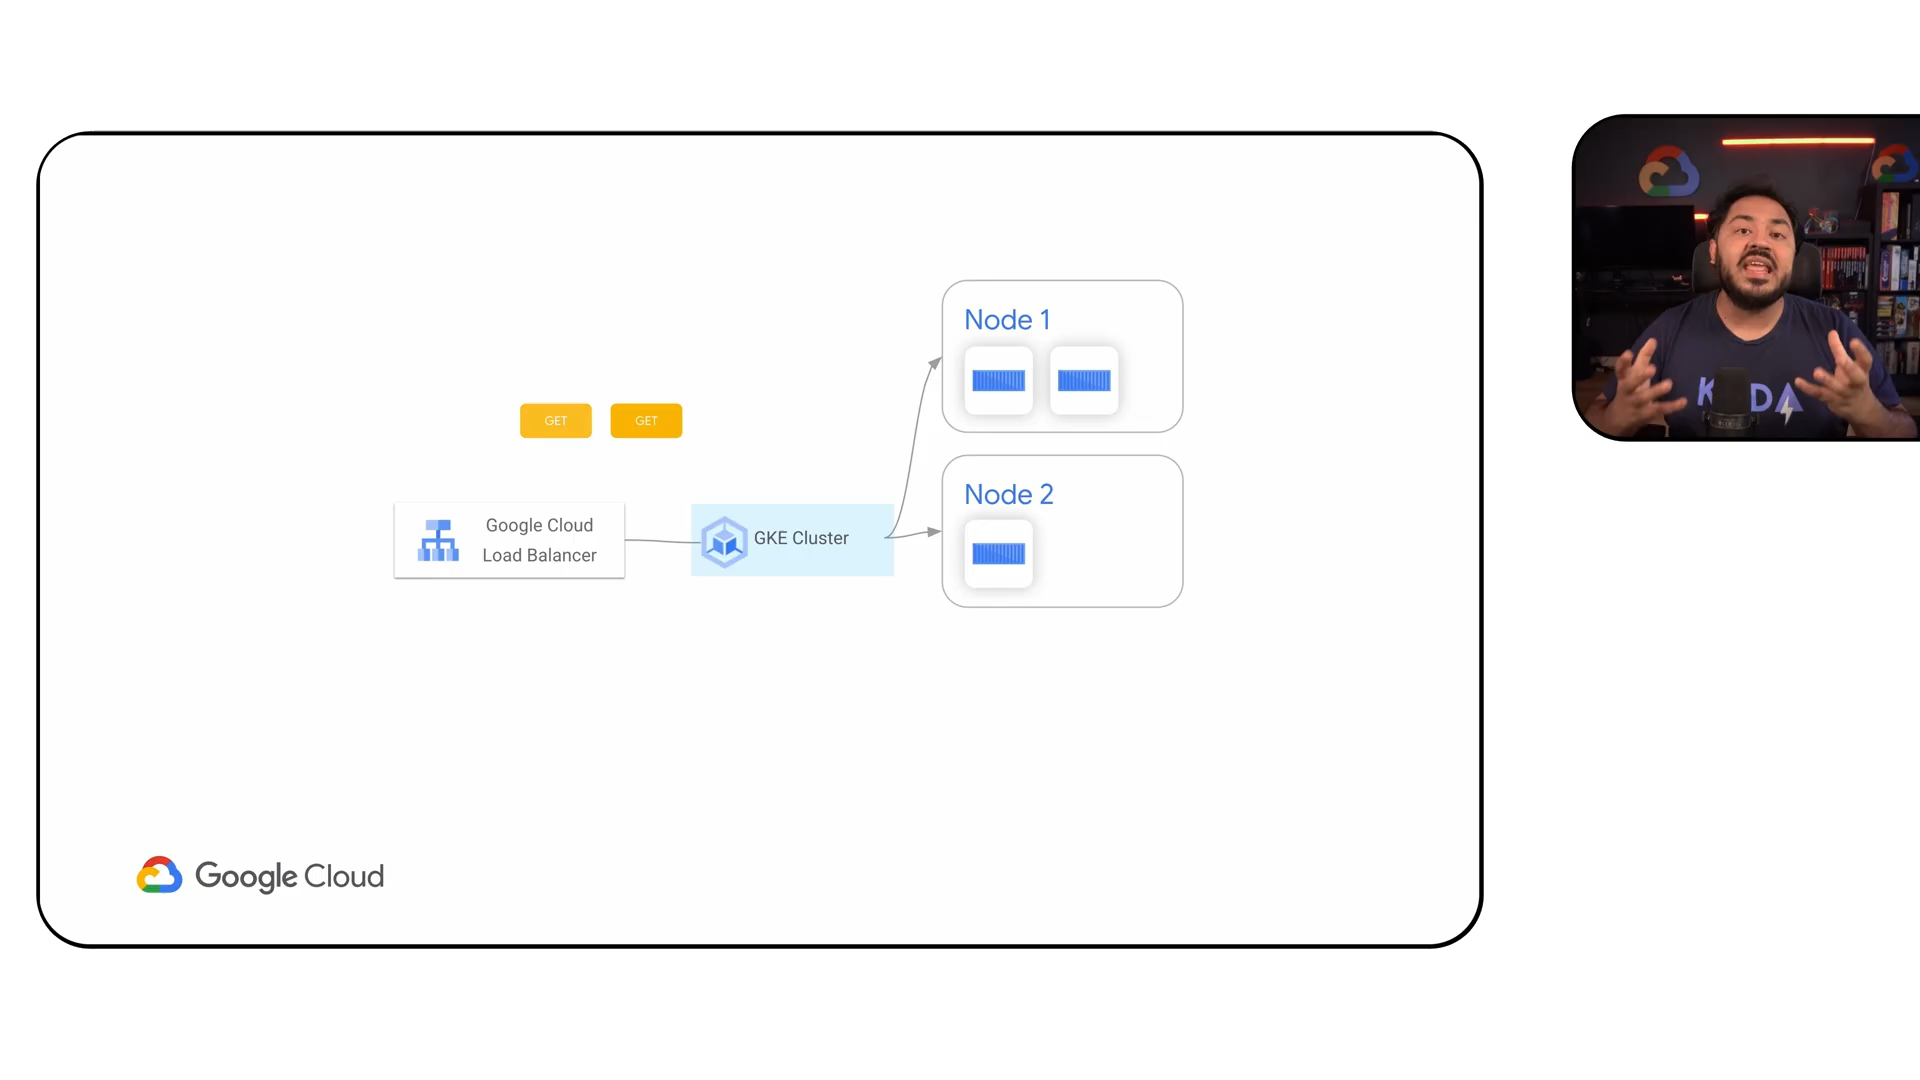 Node 1
GET GET
Node 2
Google Cloud
Load Balancer
GKE Cluster
Google Cloud